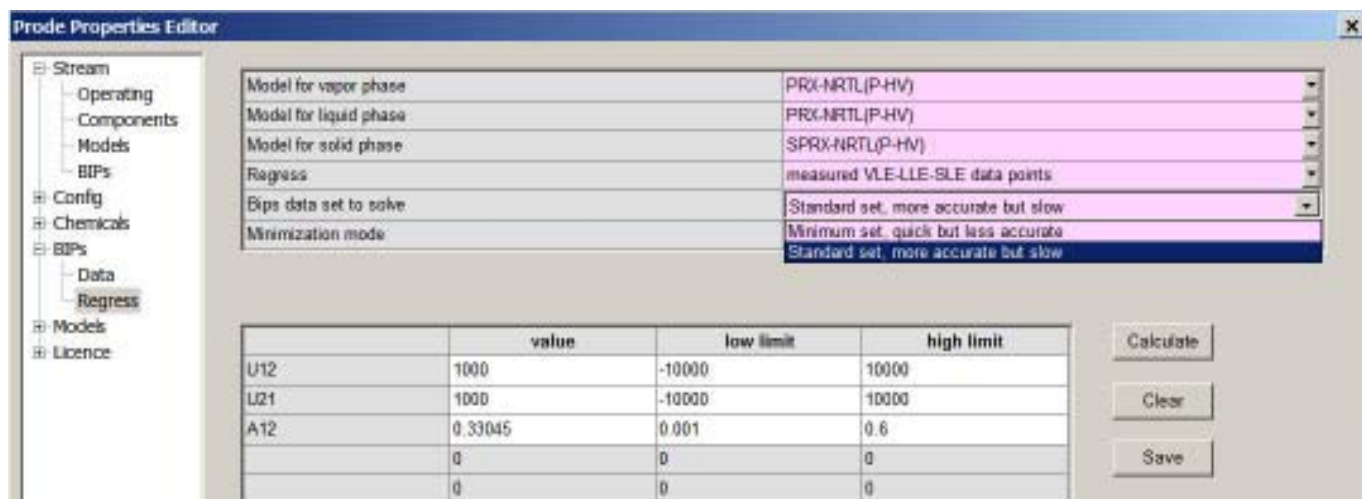 Prode Properties Editor
Stream
Operating
Components
Models
BIPs
Config
Chemicals
BIPs
Data
Regress
Models
Licence
Model for vapor phase PRX-NRTL(P-HV)
Model for liquid phase PRX-NRTL(P-HV)
Model for solid phase SPRX-NRTL(P-HV)
Regress measured VLE-LLE-SLE data points
Bips data set to solve Standard set, more accurate but slow
Minimization mode Minimum set, quick but less accurate
Standard set, more accurate but slow
value low limit high limit
U12 1000 -10000 10000
U21 1000 -10000 10000
A12 0.33045 0.001 0.6
0 0 0
0 0 0
Calculate
Clear
Save